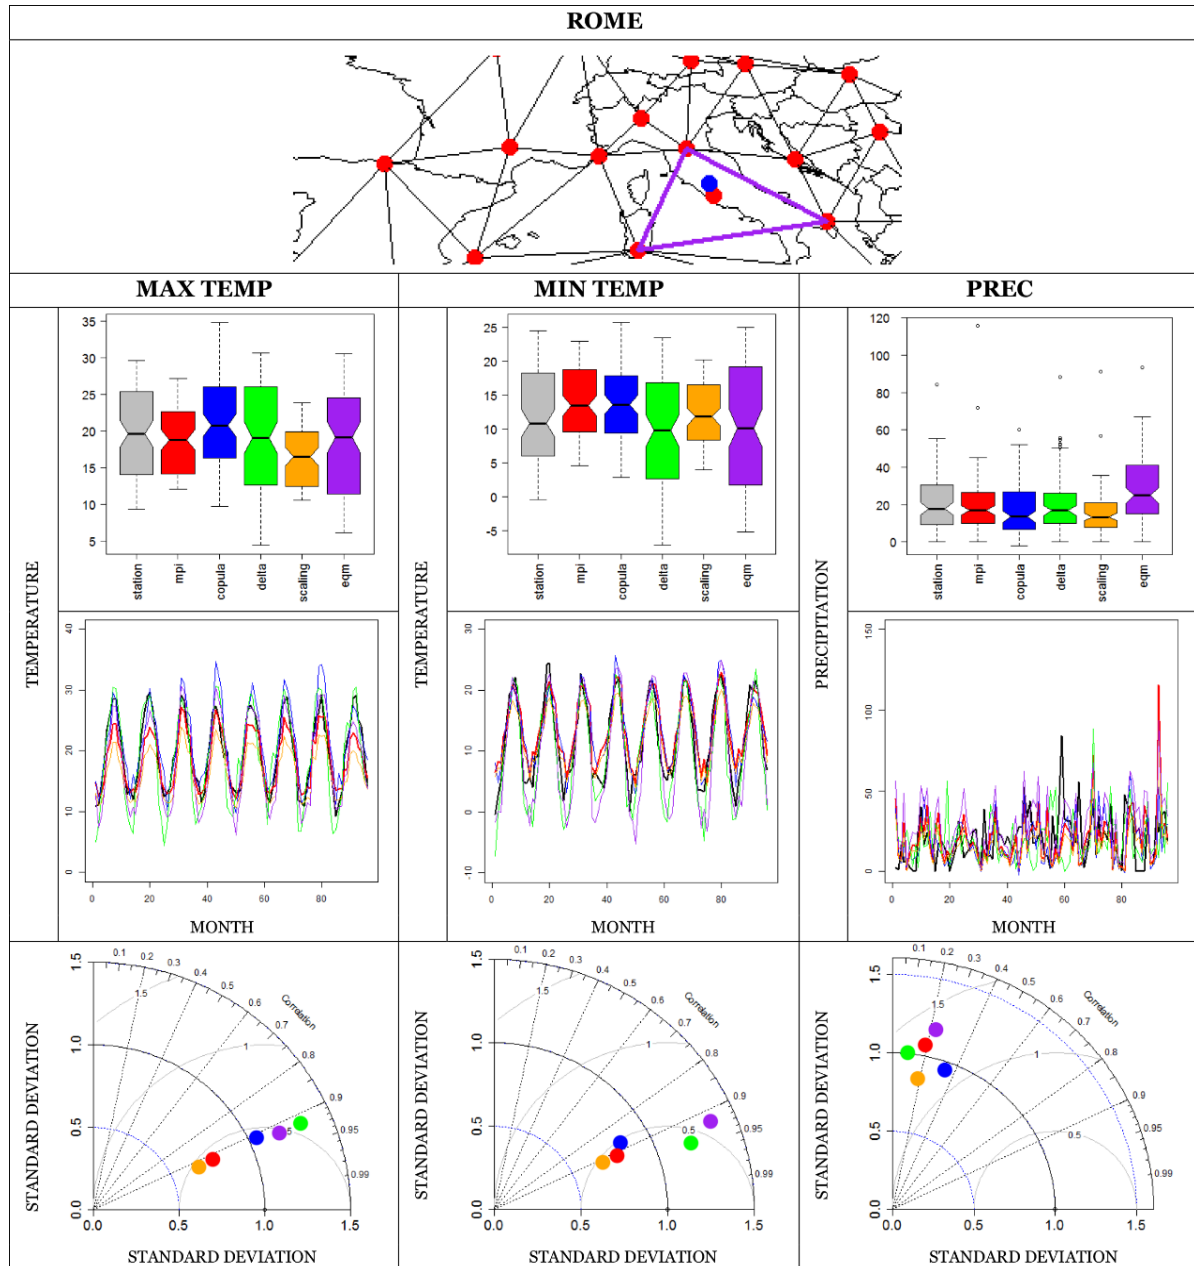 ROME
MAX TEMP
MIN TEMP
PREC
TEMPERATURE
35
30
25
20
15
10
5
station
mpi
copula
delta
scaling
eqm
TEMPERATURE
25
20
15
10
5
0
-5
station
mpi
copula
delta
scaling
eqm
PRECIPITATION
120
100
80
60
40
20
0
station
mpi
copula
delta
scaling
eqm
40
30
20
10
0
0 20 40 60 80
MONTH
30
20
10
0
-10
0 20 40 60 80
MONTH
150
100
50
0
0 20 40 60 80
MONTH
STANDARD DEVIATION
1.5
1.0
0.5
0.0
0.0 0.5 1.0 1.5
0.1 0.2 0.3 0.4 0.6 0.7 0.8 0.9 0.95 0.99
Correlation
1.5
1
0.5
STANDARD DEVIATION
STANDARD DEVIATION
1.5
1.0
0.5
0.0
0.0 0.5 1.0 1.5
0.1 0.2 0.3 0.4 0.6 0.7 0.8 0.9 0.95 0.99
Correlation
1.5
1
0.5
STANDARD DEVIATION
STANDARD DEVIATION
1.5
1.0
0.5
0.0
0.0 0.5 1.0 1.5
0.1 0.2 0.3 0.4 0.6 0.7 0.8 0.9 0.95 0.99
Correlation
1.5
1
0.5
STANDARD DEVIATION